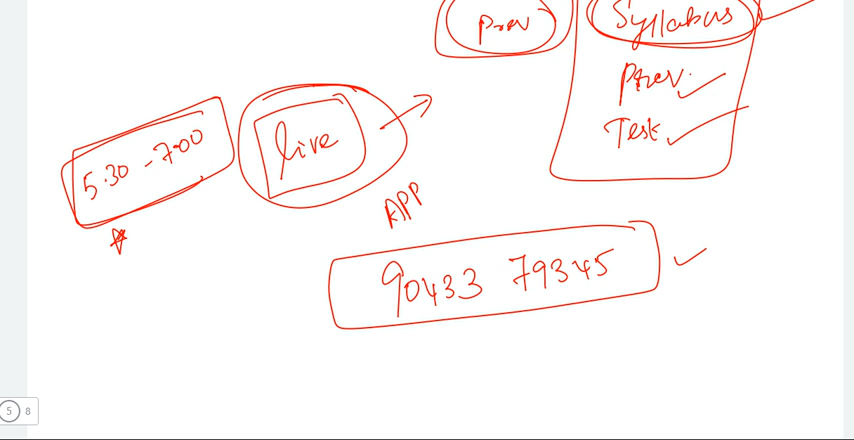 Prev
Syllabus
Prev.
Test
5.30 - 7.00
live
APP
90433 79345
5 8